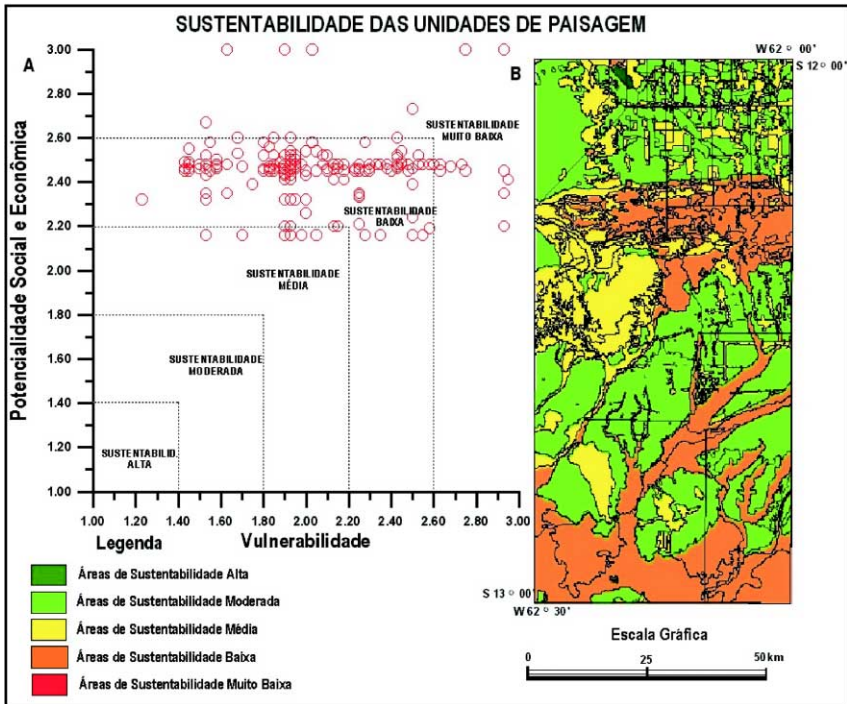 SUSTENTABILIDADE DAS UNIDADES DE PAISAGEM
A
Potencialidade Social e Econômica
3.00
2.80
2.60
2.40
2.20
2.00
1.80
1.60
1.40
1.20
1.00
SUSTENTABILIDADE
MUITO BAIXA
SUSTENTABILIDADE
BAIXA
SUSTENTABILIDADE
MÉDIA
SUSTENTABILIDADE
MODERADA
SUSTENTABILID.
ALTA
1.00 1.20 1.40 1.60 1.80 2.00 2.20 2.40 2.60 2.80 3.00
Vulnerabilidade
B
W 62 ° 00'
S 12 ° 00'
S 13 ° 00'
W 62 ° 30'
Legenda
Áreas de Sustentabilidade Alta
Áreas de Sustentabilidade Moderada
Áreas de Sustentabilidade Média
Áreas de Sustentabilidade Baixa
Áreas de Sustentabilidade Muito Baixa
Escala Gráfica
0 25 50 km